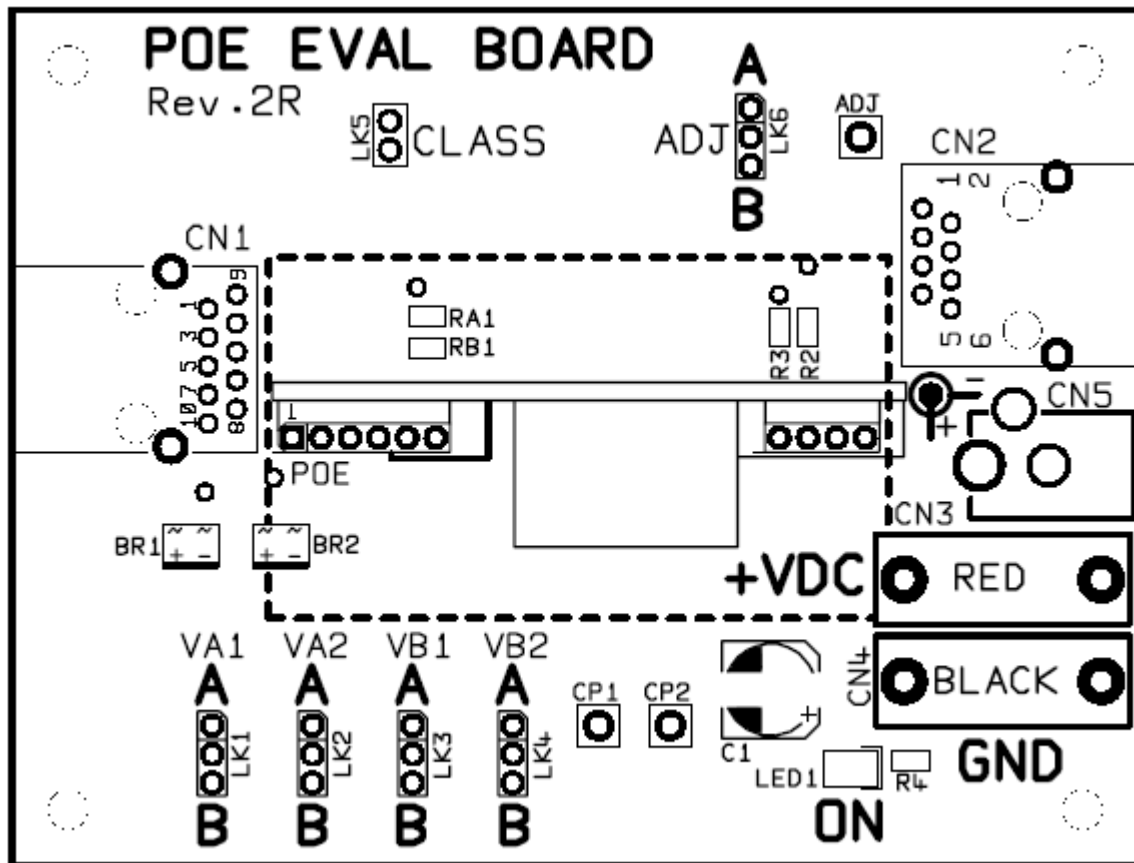 POE EVAL BOARD
Rev.2R
LK5
CLASS
A
ADJ
LK6
B
ADJ
CN2
1 2
5 6
CN1
9
1
3
5
7
10
8
RA1
RB1
R3
R2
1
POE
-
+
CN5
CN3
BR1
~ ~
+ -
~ ~
+ -
BR2
+VDC
RED
CN4
BLACK
GND
VA1
A
LK1
B
VA2
A
LK2
B
VB1
A
LK3
B
VB2
A
LK4
B
CP1
CP2
+
C1
LED1
R4
ON